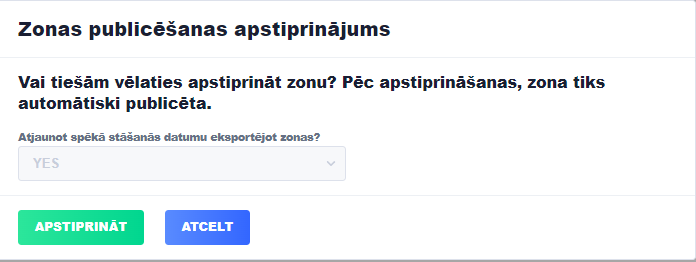 Zonas publicēšanas apstiprinājums
Vai tiešām vēlaties apstiprināt zonu? Pēc apstiprināšanas, zona tiks
automātiski publicēta.
Atjaunot spēkā stāšanās datumu eksportējot zonas?
YES
APSTIPRINĀT
ATCELT